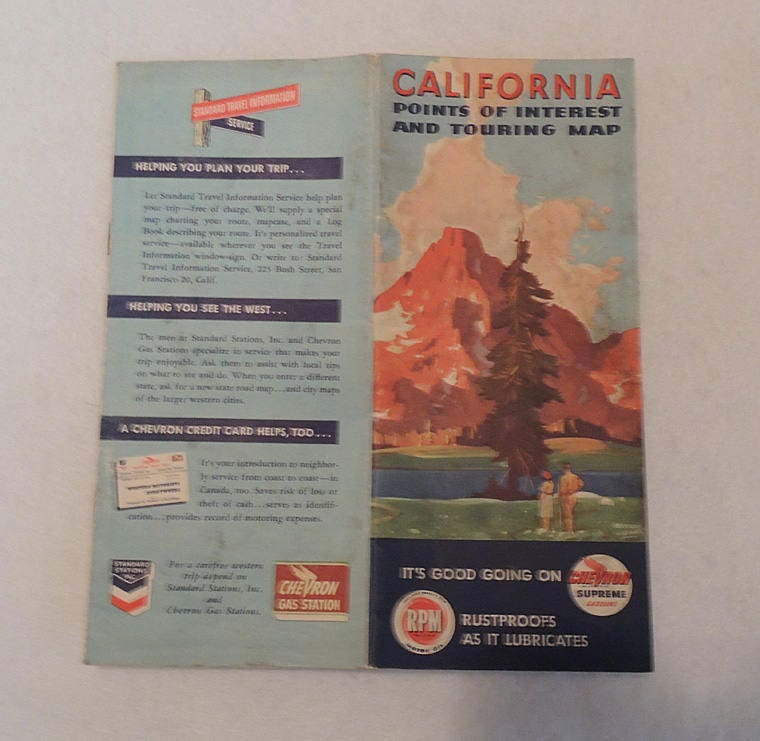 STANDARD TRAVEL INFORMATION
SERVICE
HELPING YOU PLAN YOUR TRIP...
Let Standard Travel Information Service help plan
your trip—free of charge. We'll supply a special
map charting your route, mapcase, and a Log
Book describing your route. It's personalized travel
service—available wherever you see the Travel
Information window-sign. Or write to: Standard
Travel Information Service, 225 Bush Street, San
Francisco 20, Calif.
HELPING YOU SEE THE WEST...
The men at Standard Stations, Inc. and Chevron
Gas Stations specialize in service that makes your
trip enjoyable. Ask them to assist with local tips
on what to see and do. When you enter a different
state, ask for a new state road map...and city maps
of the larger western cities.
A CHEVRON CREDIT CARD HELPS, TOO...
It's your introduction to neighbor-
ly service from coast to coast—in
Canada, too. Saves risk of loss or
theft of cash...serves as identifi-
cation...provides record of motoring expenses.
STANDARD
STATIONS
INC.
For a carefree western
trip depend on
Standard Stations, Inc.
and
Chevron Gas Stations.
CHEVRON
GAS STATION
CALIFORNIA
POINTS OF INTEREST
AND TOURING MAP
IT'S GOOD GOING ON
CHEVRON
SUPREME
GASOLINE
RPM
MOTOR OIL
RUSTPROOFS
AS IT LUBRICATES